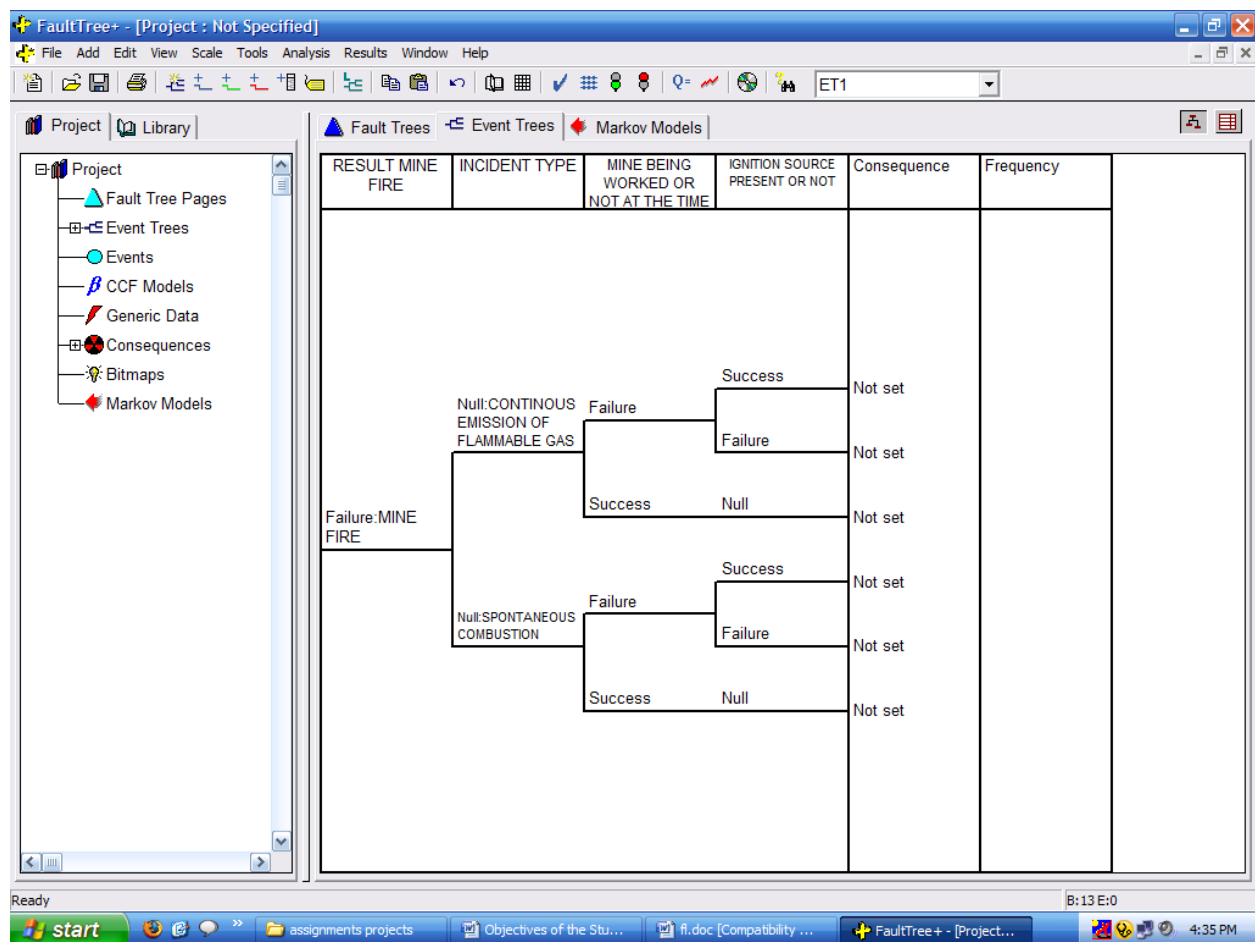 FaultTree+ - [Project : Not Specified]
File Add Edit View Scale Tools Analysis Results Window Help
Q=
ET1
Project Library
Fault Trees Event Trees Markov Models
Project
Fault Tree Pages
Event Trees
Events
β CCF Models
Generic Data
Consequences
Bitmaps
Markov Models
RESULT MINE
FIRE
INCIDENT TYPE
MINE BEING
WORKED OR
NOT AT THE TIME
IGNITION SOURCE
PRESENT OR NOT
Consequence
Frequency
Failure:MINE
FIRE
Null:CONTINOUS
EMISSION OF
FLAMMABLE GAS
Failure
Success
Not set
Failure
Not set
Success
Null
Not set
Null:SPONTANEOUS
COMBUSTION
Failure
Success
Not set
Failure
Not set
Success
Null
Not set
Ready
B:13 E:0
start
»
assignments projects
Objectives of the Stu...
fl.doc [Compatibility ...
FaultTree+ - [Project...
4:35 PM